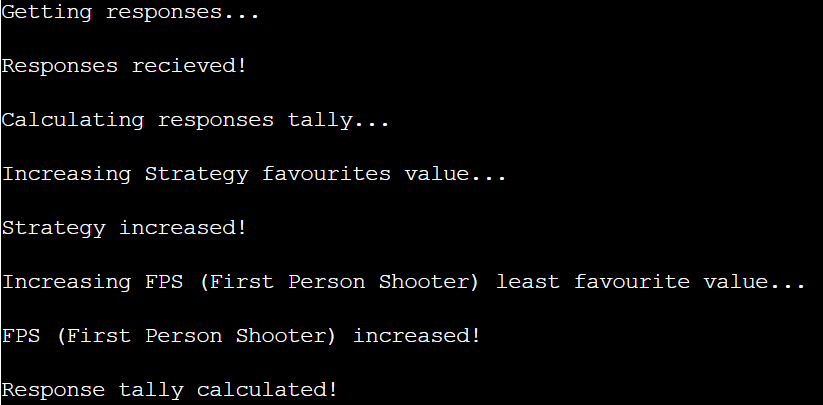 Getting responses...
Responses recieved!
Calculating responses tally...
Increasing Strategy favourites value...
Strategy increased!
Increasing FPS (First Person Shooter) least favourite value...
FPS (First Person Shooter) increased!
Response tally calculated!